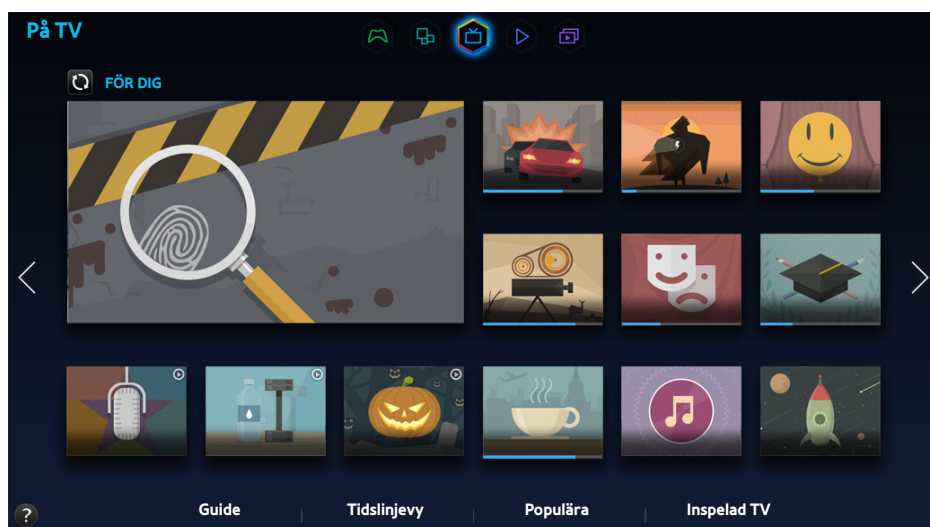 På TV
FÖR DIG
?
Guide
Tidslinjevy
Populära
Inspelad TV